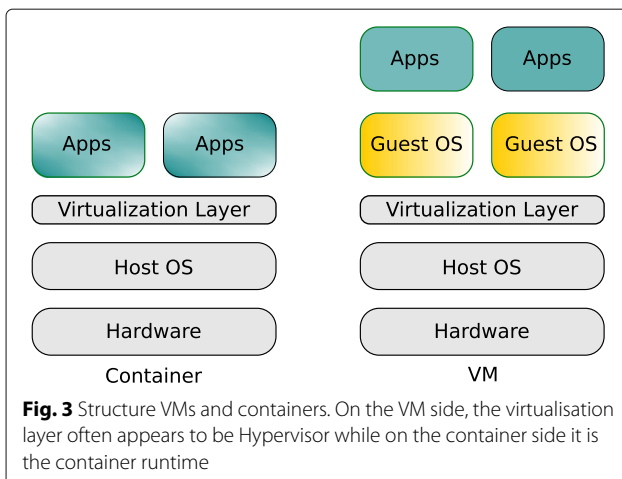 Apps Apps
Apps Apps Guest OS Guest OS
Virtualization Layer Virtualization Layer
Host OS Host OS
Hardware Hardware
Container VM
Fig. 3 Structure VMs and containers. On the VM side, the virtualisation
layer often appears to be Hypervisor while on the container side it is
the container runtime